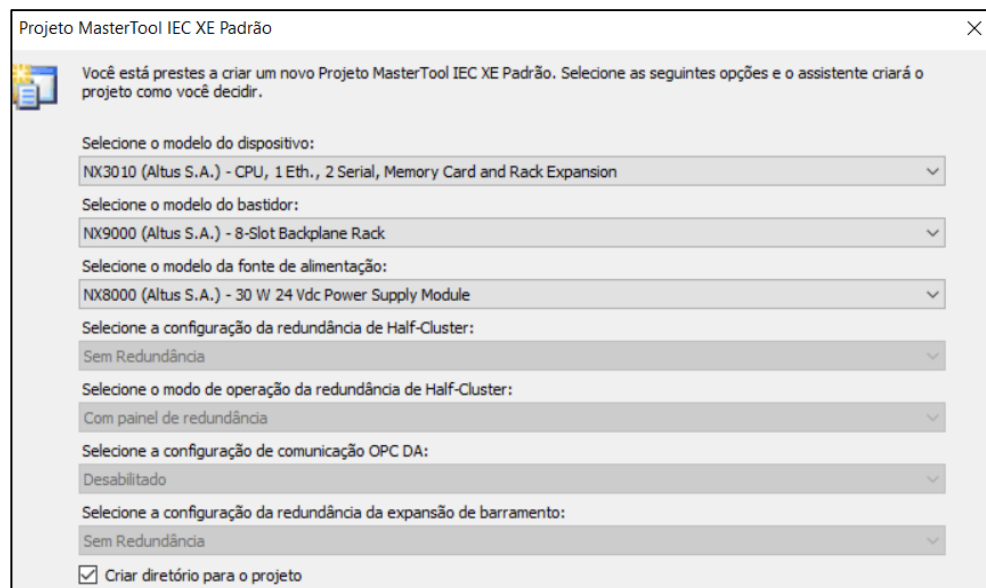 Projeto MasterTool IEC XE Padrão
Você está prestes a criar um novo Projeto MasterTool IEC XE Padrão. Selecione as seguintes opções e o assistente criará o
projeto como você decidir.
Selecione o modelo do dispositivo:
NX3010 (Altus S.A.) - CPU, 1 Eth., 2 Serial, Memory Card and Rack Expansion
Selecione o modelo do bastidor:
NX9000 (Altus S.A.) - 8-Slot Backplane Rack
Selecione o modelo da fonte de alimentação:
NX8000 (Altus S.A.) - 30 W 24 Vdc Power Supply Module
Selecione a configuração da redundância de Half-Cluster:
Sem Redundância
Selecione o modo de operação da redundância de Half-Cluster:
Com painel de redundância
Selecione a configuração de comunicação OPC DA:
Desabilitado
Selecione a configuração da redundância da expansão de barramento:
Sem Redundância
Criar diretório para o projeto